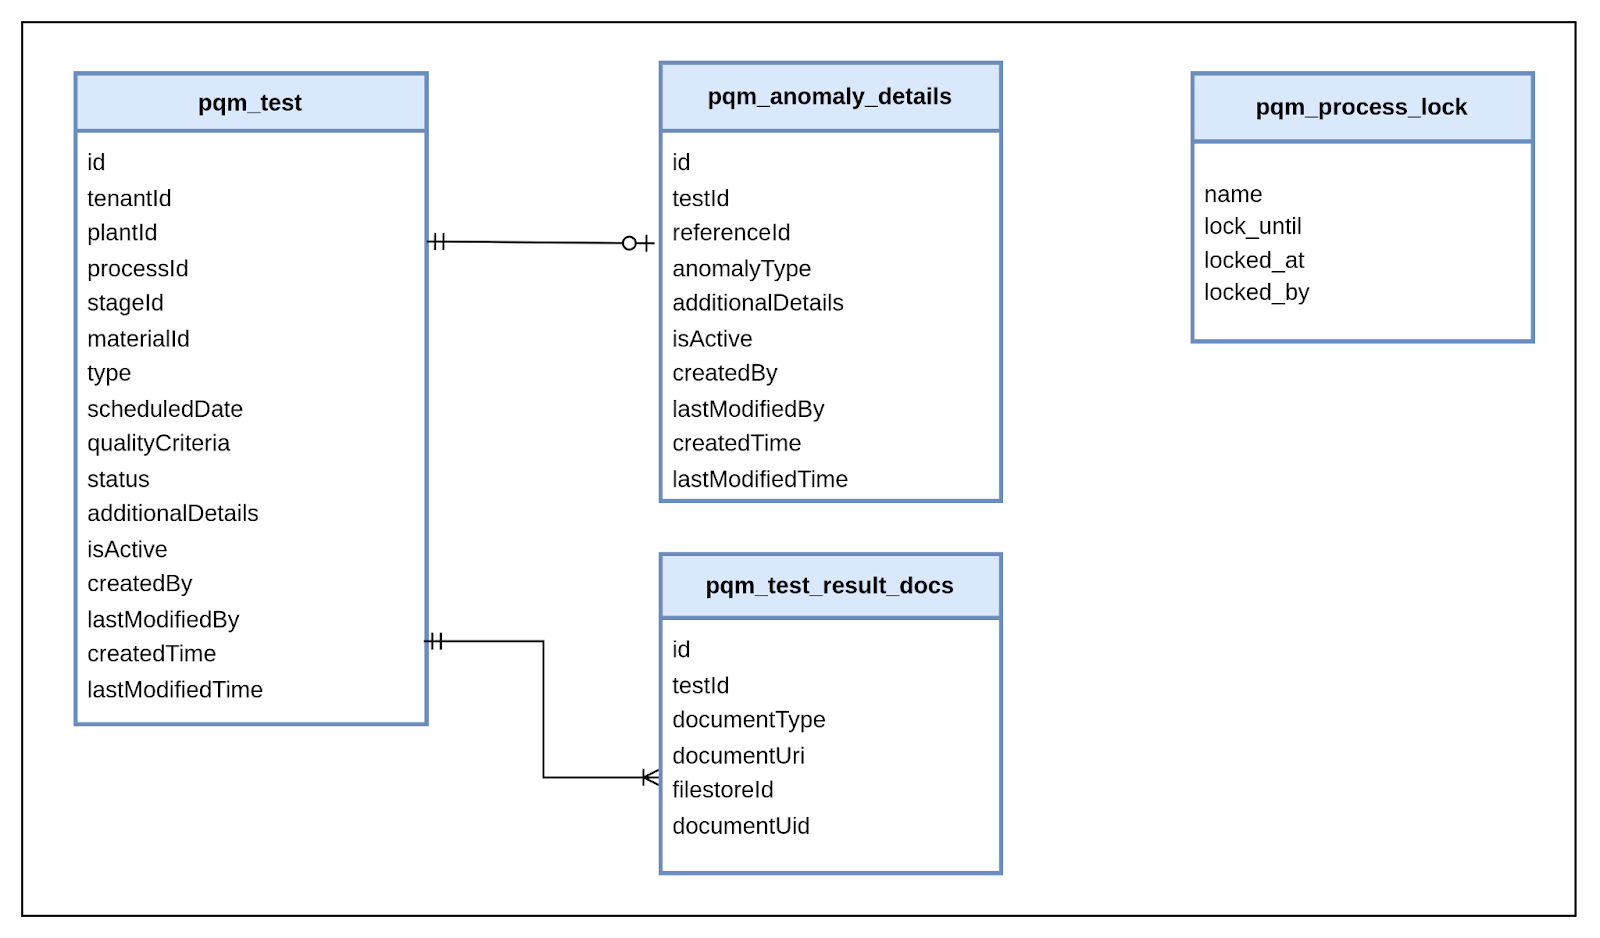 pqm_test
id
tenantId
plantId
processId
stageId
materialId
type
scheduledDate
qualityCriteria
status
additionalDetails
isActive
createdBy
lastModifiedBy
createdTime
lastModifiedTime
pqm_anomaly_details
id
testId
referenceId
anomalyType
additionalDetails
isActive
createdBy
lastModifiedBy
createdTime
lastModifiedTime
pqm_test_result_docs
id
testId
documentType
documentUri
filestoreId
documentUid
pqm_process_lock
name
lock_until
locked_at
locked_by